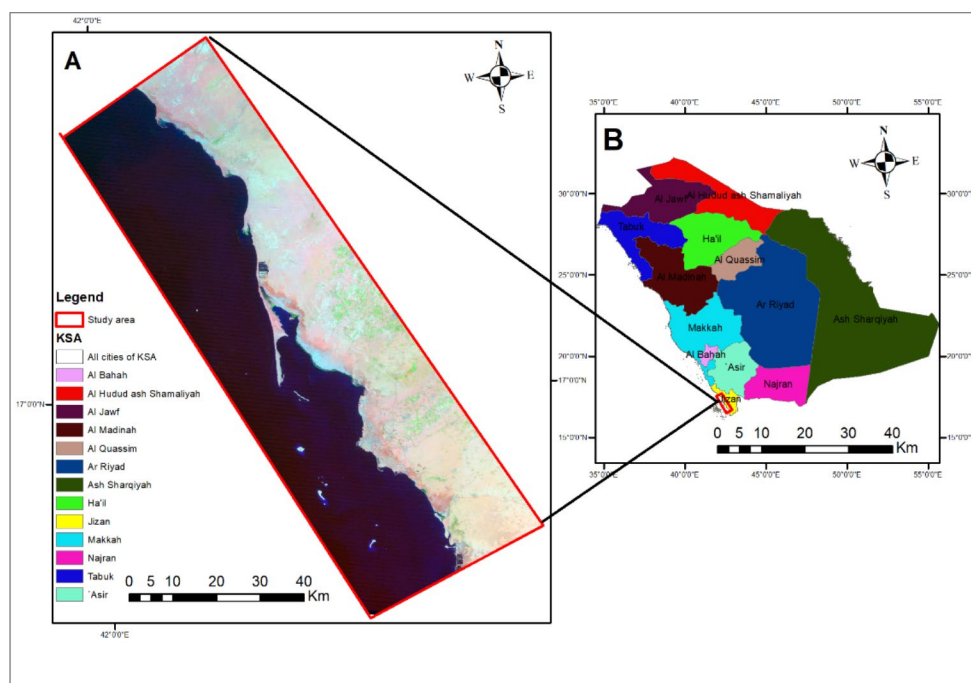 42°0'0"E
A
N
W E
S
Legend
Study area
KSA
All cities of KSA
Al Bahah
Al Hudud ash Shamaliyah
Al Jawf
Al Madinah
Al Quassim
Ar Riyad
Ash Sharqiyah
Ha'il
Jizan
Makkah
Najran
Tabuk
`Asir
17°0'0"N
0 5 10 20 30 40
Km
42°0'0"E
35°0'0"E 40°0'0"E 45°0'0"E 50°0'0"E 55°0'0"E
B
N
W E
S
30°0'0"N
25°0'0"N
20°0'0"N
17°0'0"N
15°0'0"N
30°0'0"N
25°0'0"N
20°0'0"N
15°0'0"N
Al Hudud ash Shamaliyah
Al Jawf
Tabuk
Ha'il
Al Quassim
Al Madinah
Ar Riyad
Ash Sharqiyah
Makkah
Al Bahah
`Asir
Najran
Jizan
0 5 10 20 30 40
Km
35°0'0"E 40°0'0"E 45°0'0"E 50°0'0"E 55°0'0"E